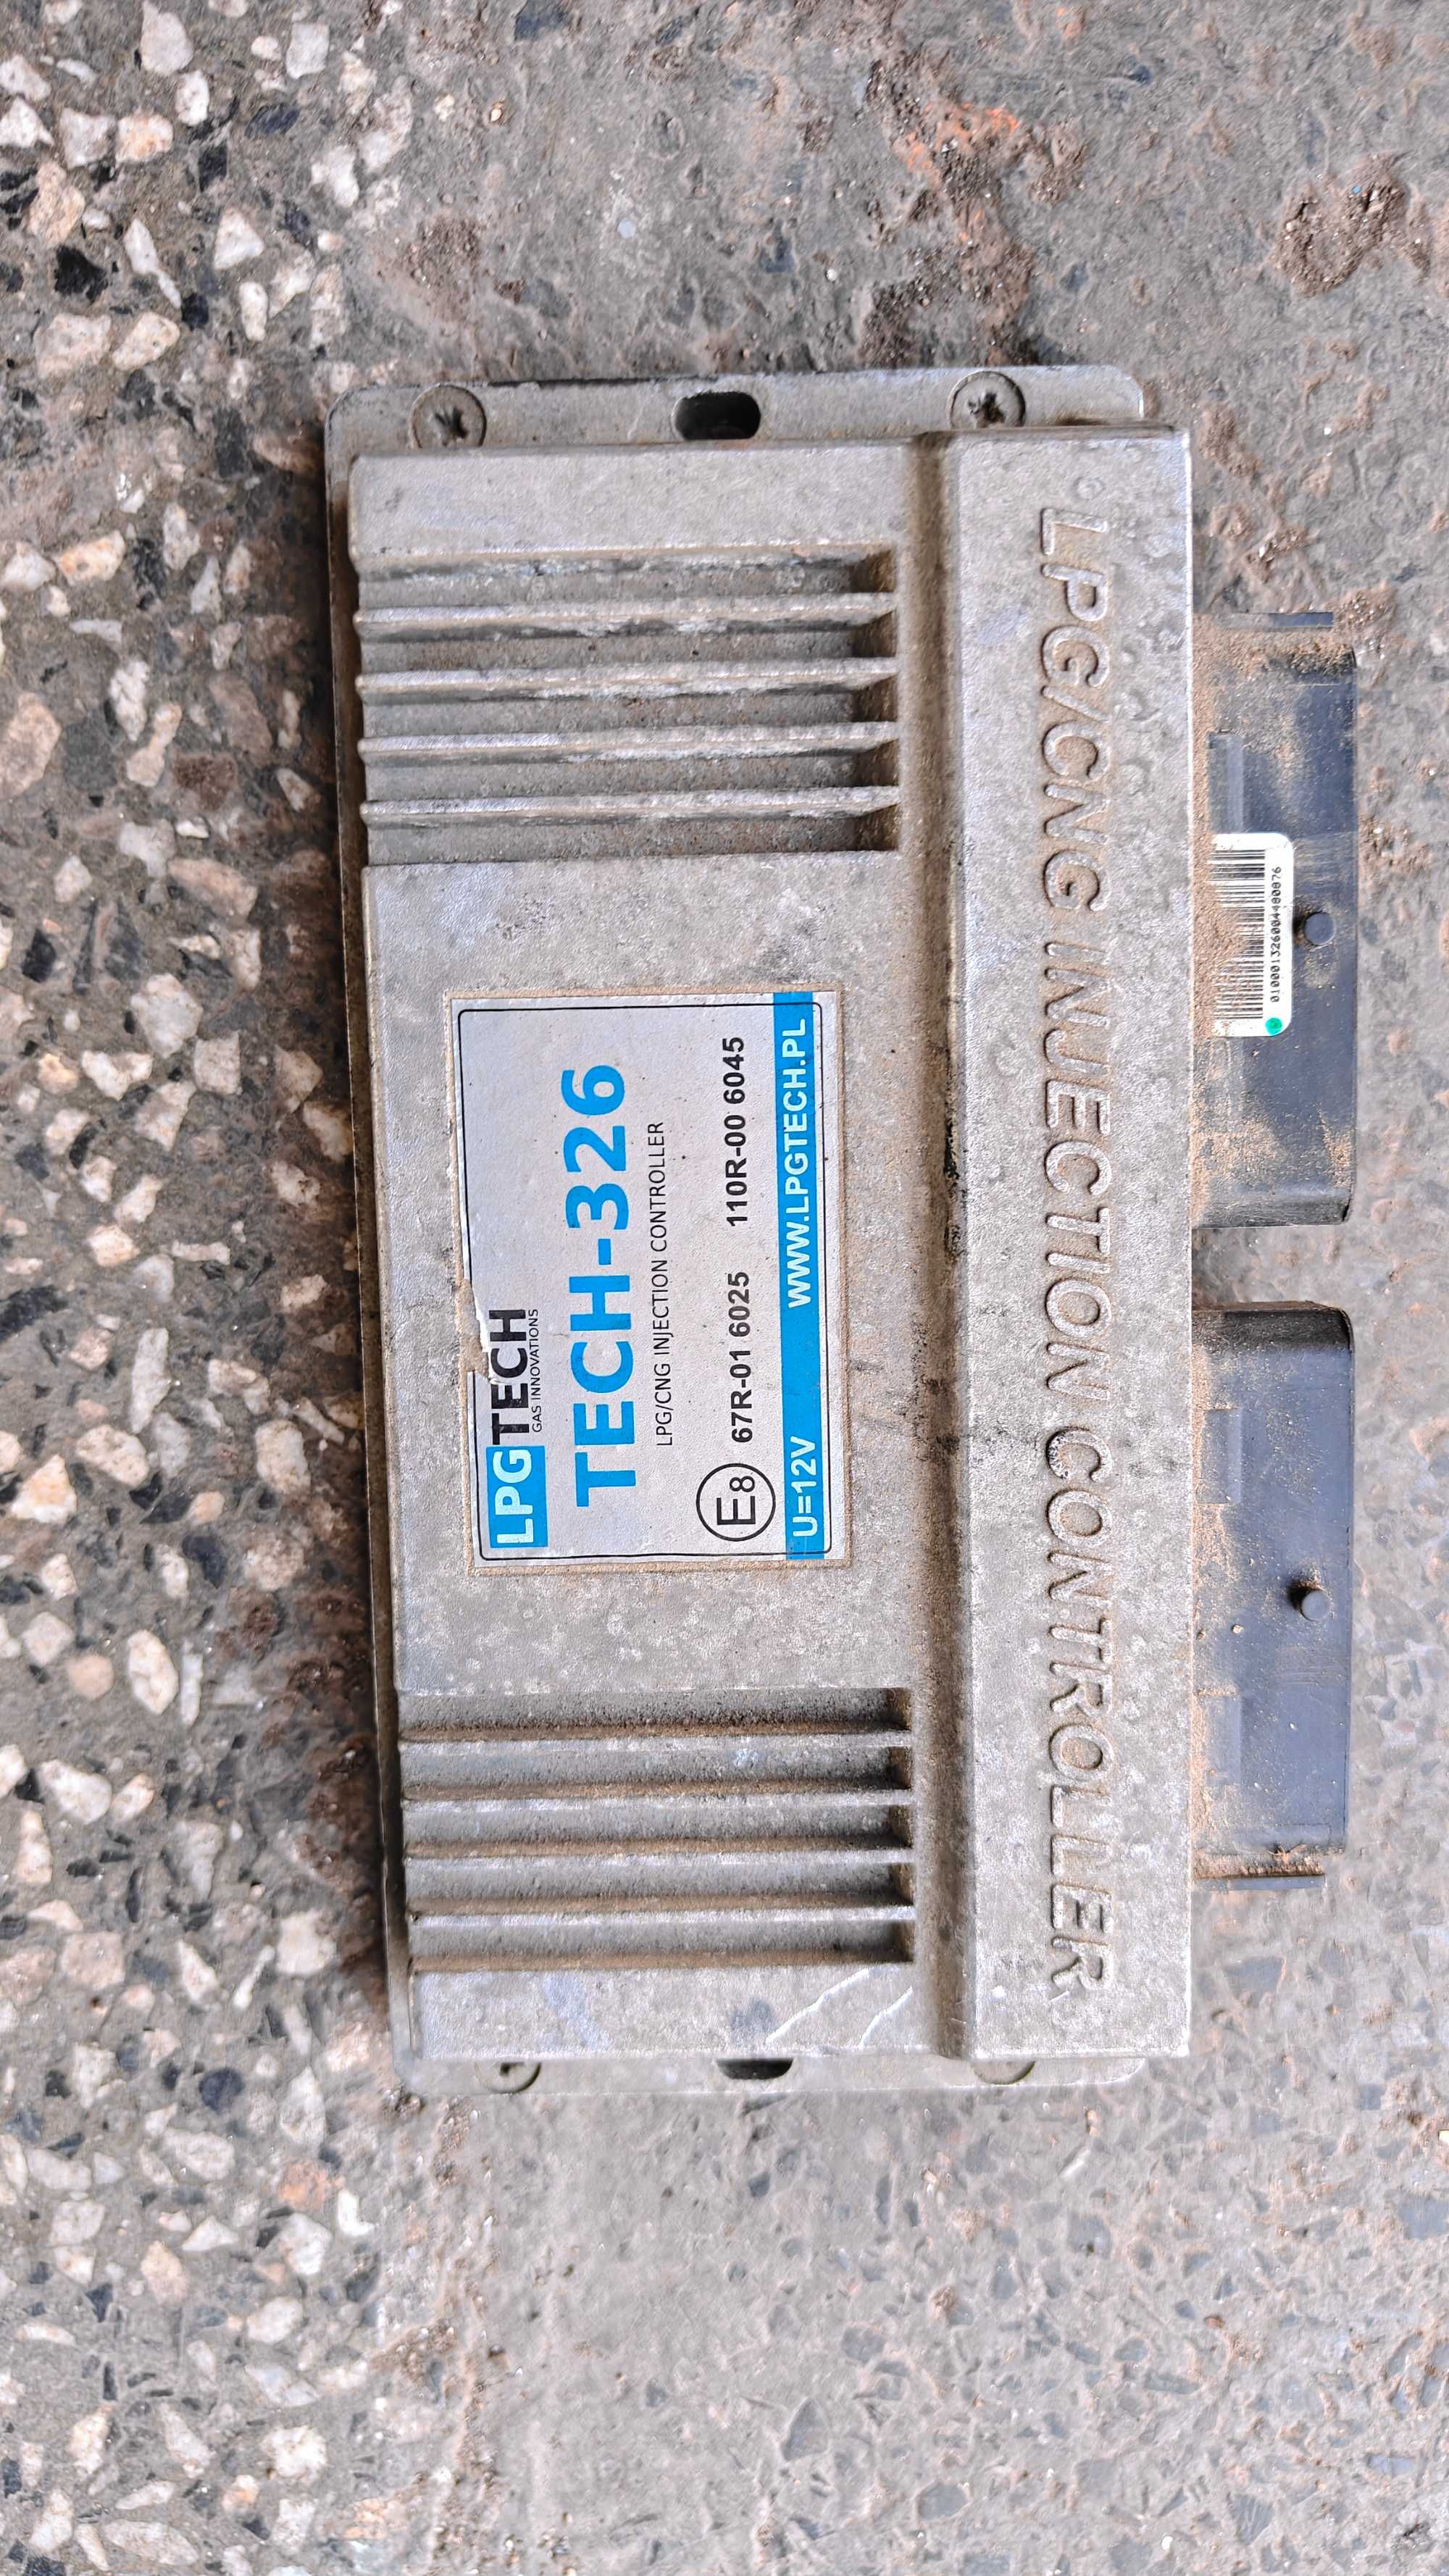 LPGTECH
GAS INNOVATIONS
TECH-326
LPG/CNG INJECTION CONTROLLER
E8 67R-01 6025 110R-00 6045
U=12V WWW.LPGTECH.PL
LPG/CNG INJECTION CONTROLLER
010001326004480876